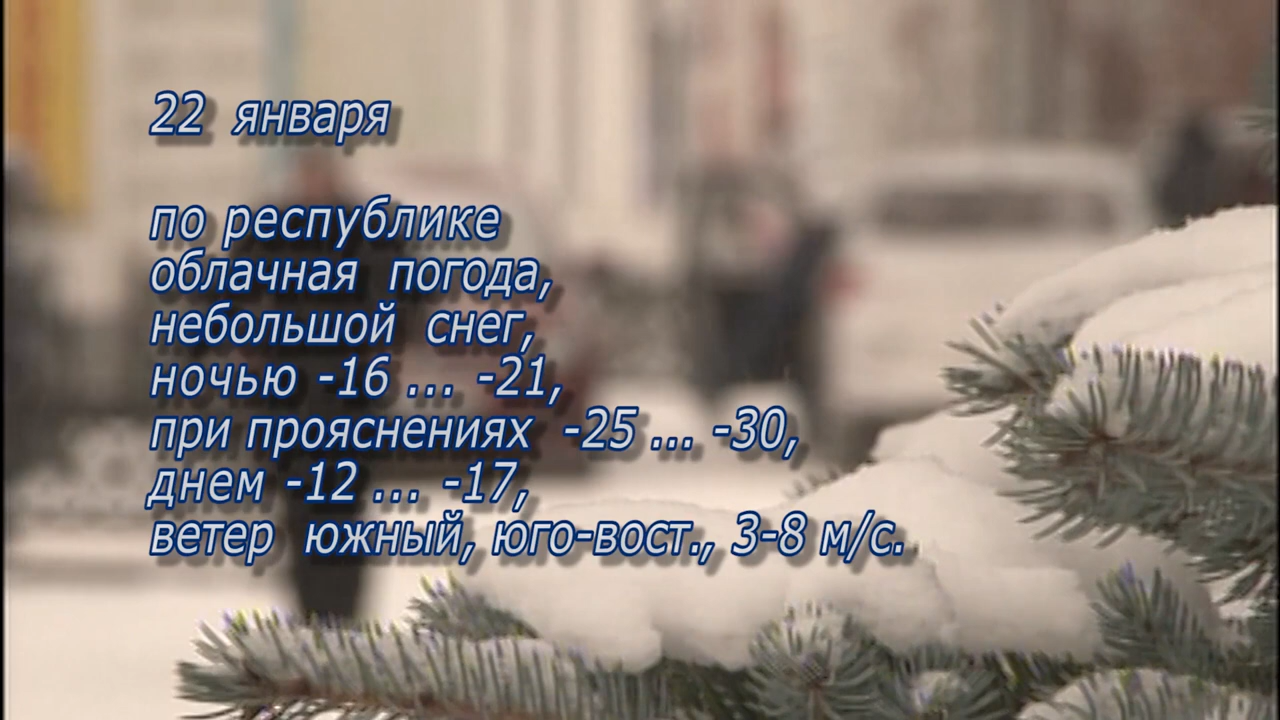 22 января
по республике
облачная погода,
небольшой снег,
ночью -16 ... -21,
при прояснениях -25 ... -30,
днем -12 ... -17,
ветер южный, юго-вост., 3-8 м/с.